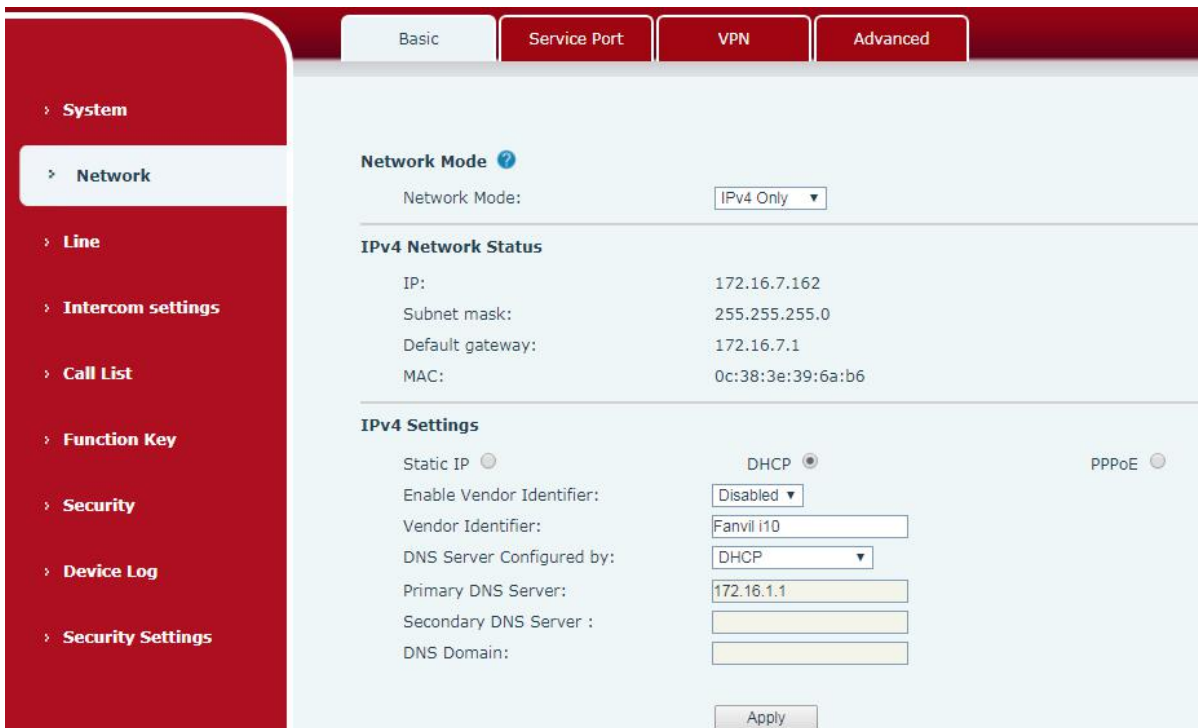 Basic
Service Port
VPN
Advanced
› System
› Network
› Line
› Intercom settings
› Call List
› Function Key
› Security
› Device Log
› Security Settings
Network Mode ?
Network Mode: IPv4 Only
IPv4 Network Status
IP: 172.16.7.162
Subnet mask: 255.255.255.0
Default gateway: 172.16.7.1
MAC: 0c:38:3e:39:6a:b6
IPv4 Settings
Static IP DHCP PPPoE
Enable Vendor Identifier: Disabled
Vendor Identifier: Fanvil i10
DNS Server Configured by: DHCP
Primary DNS Server: 172.16.1.1
Secondary DNS Server :
DNS Domain:
Apply